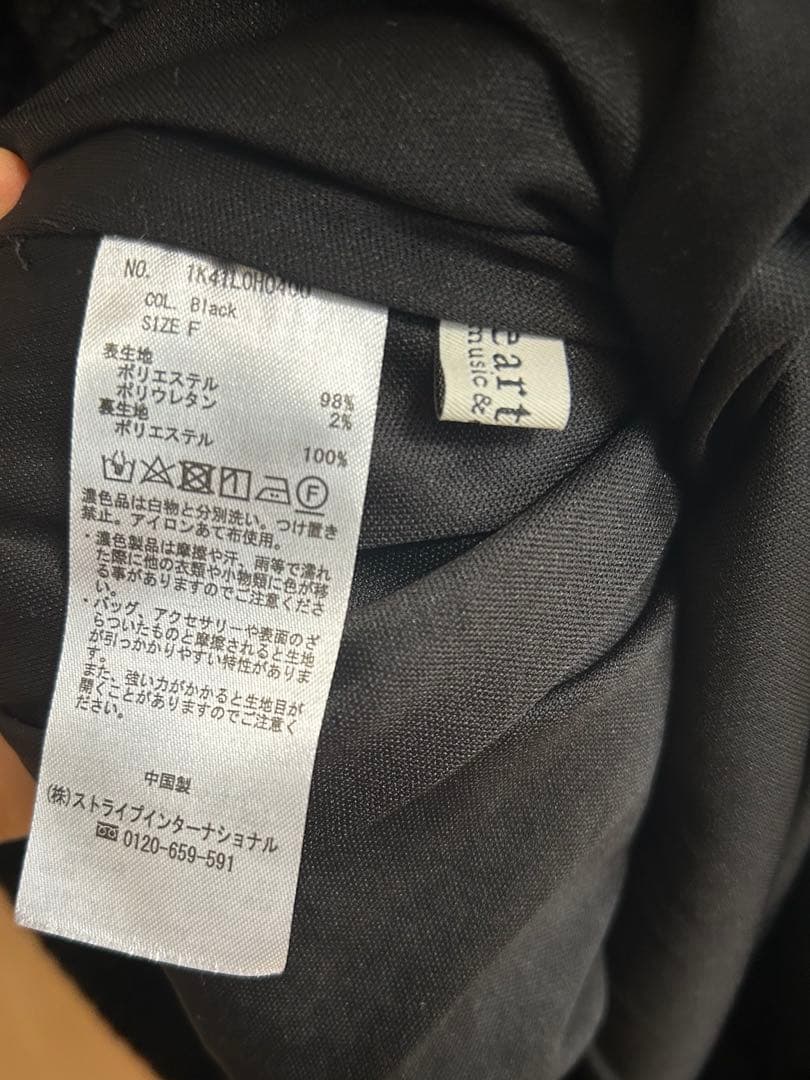 NO. 1K41L0H0400
COL. Black
SIZE F
表生地
ポリエステル 98%
ポリウレタン 2%
裏生地
ポリエステル 100%
F
濃色品は白物と分別洗い。つけ置き
禁止。アイロンあて布使用。
・濃色製品は摩擦や汗、雨等で濡れ
た際に他の衣類や小物類に色が移
る事がありますのでご注意くださ
い。
・バッグ、アクセサリーや表面のざ
らついたものと摩擦されると生地
が引っかかりやすい特性がありま
す。
また、強い力がかかると生地目が
開くことがありますのでご注意く
ださい。
中国製
(株)ストライプインターナショナル
0120-659-591
eart
music &